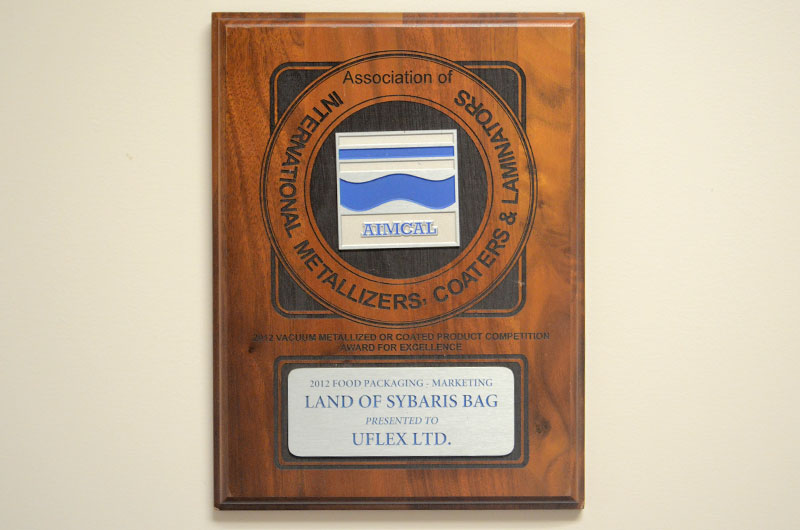 Association of
INTERNATIONAL METALLIZERS, COATERS & LAMINATORS
AIMCAL
2012 VACUUM METALLIZED OR COATED PRODUCT COMPETITION
AWARD FOR EXCELLENCE
2012 FOOD PACKAGING - MARKETING
LAND OF SYBARIS BAG
PRESENTED TO
UFLEX LTD.